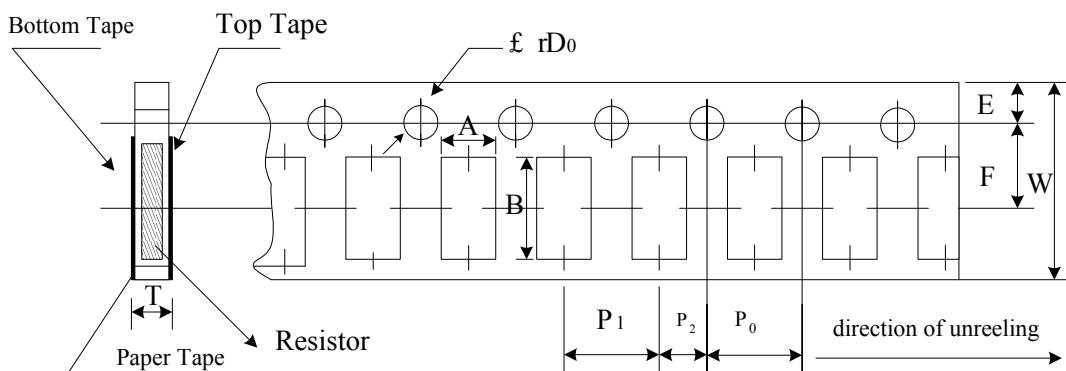 Bottom Tape
Top Tape
£ rD0
E
A
F
W
B
T
P1
P2
P0
direction of unreeling
Resistor
Paper Tape